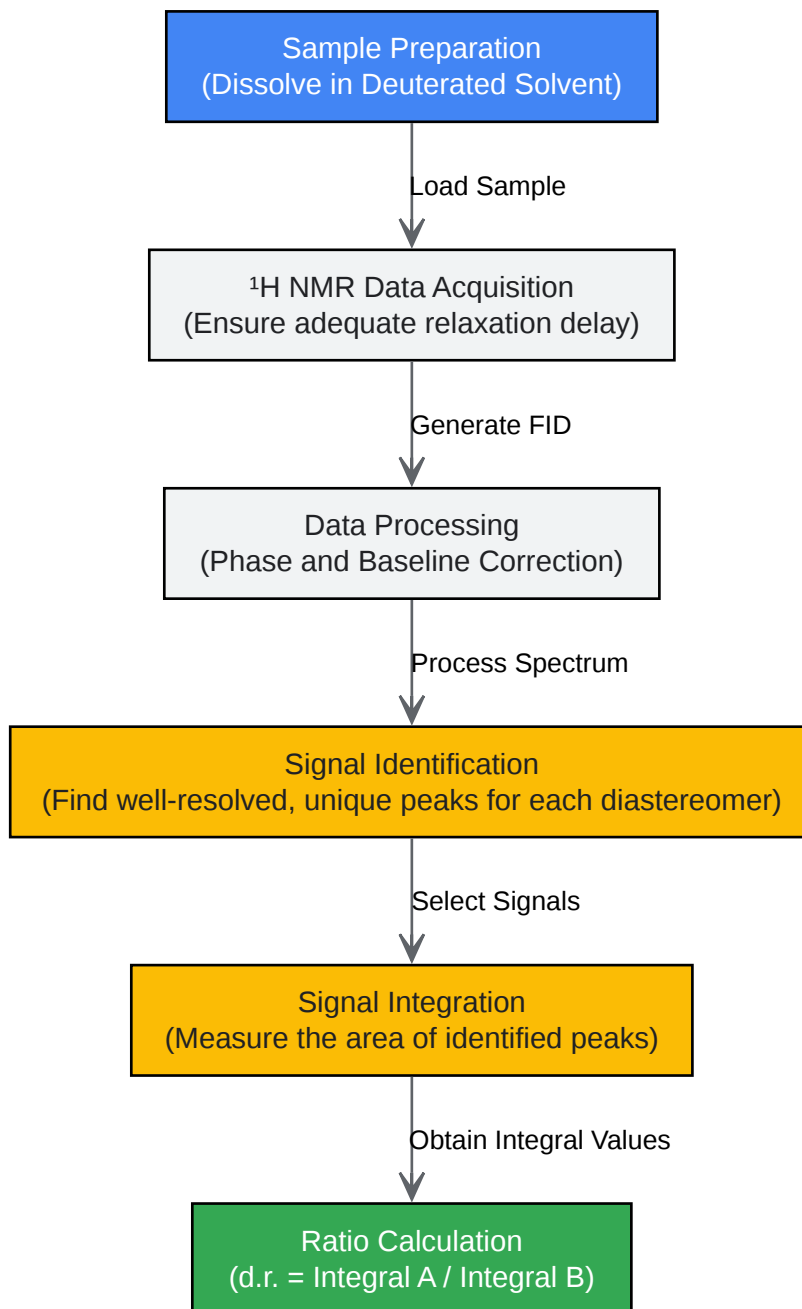 Sample Preparation
(Dissolve in Deuterated Solvent)
Load Sample
¹H NMR Data Acquisition
(Ensure adequate relaxation delay)
Generate FID
Data Processing
(Phase and Baseline Correction)
Process Spectrum
Signal Identification
(Find well-resolved, unique peaks for each diastereomer)
Select Signals
Signal Integration
(Measure the area of identified peaks)
Obtain Integral Values
Ratio Calculation
(d.r. = Integral A / Integral B)